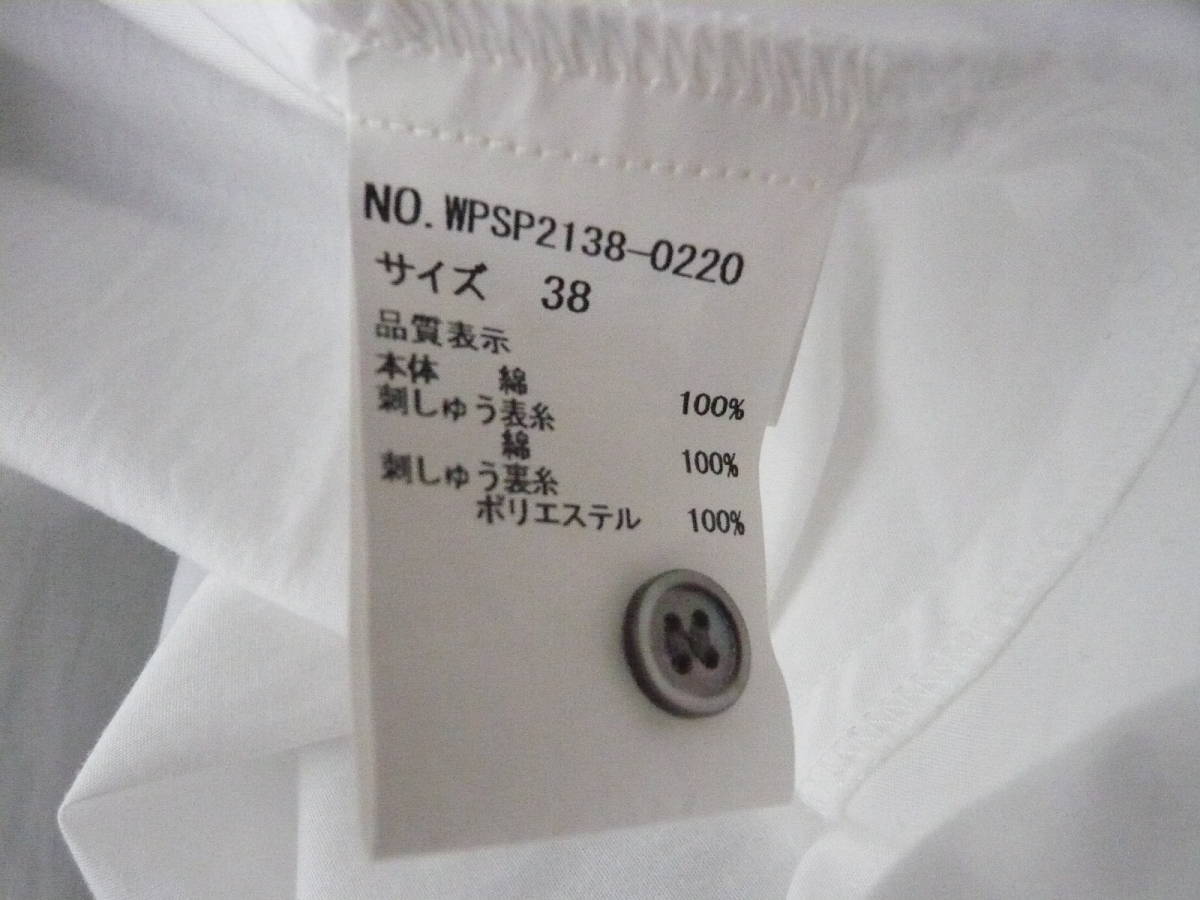 NO. WPSP2138-0220
サイズ 38
品質表示
本体 綿 100%
刺しゅう表糸
綿 100%
刺しゅう裏糸
ポリエステル 100%